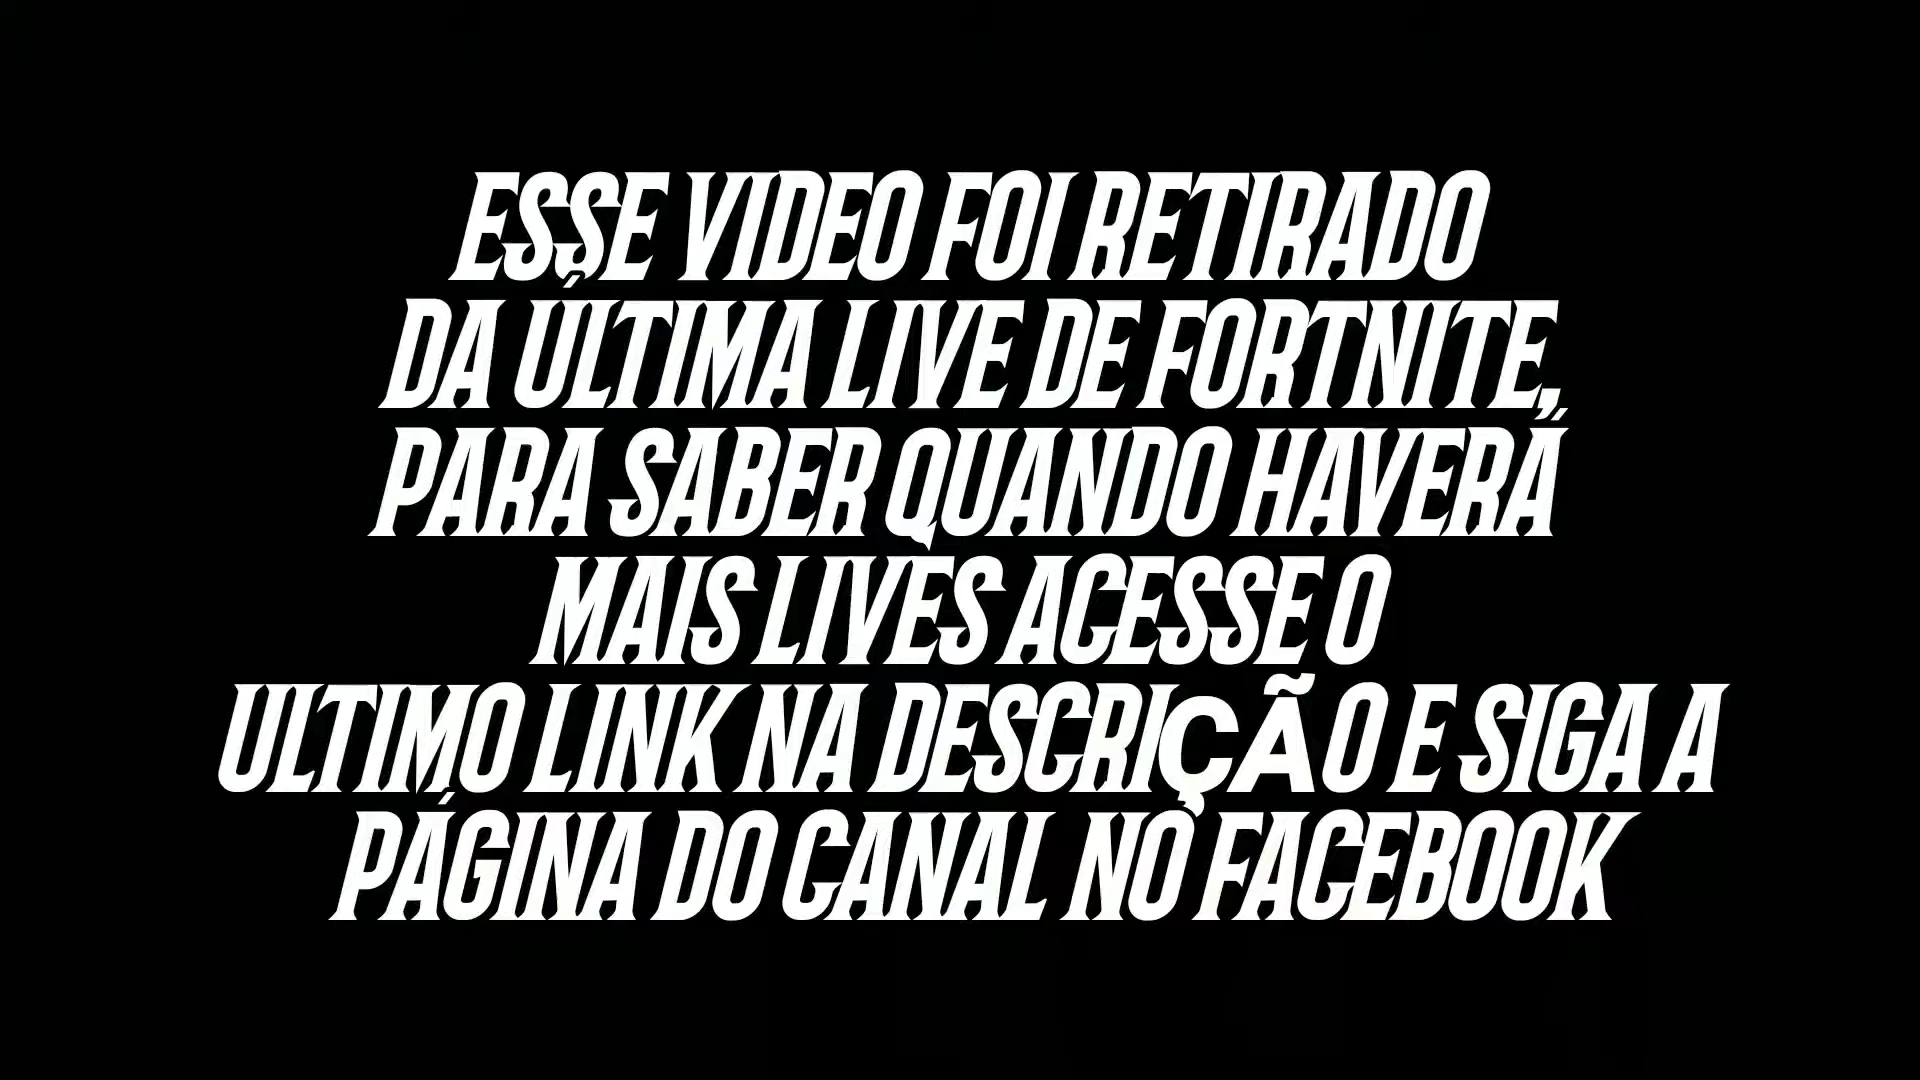 ESSE VIDEO FOI RETIRADO
DA ÚLTIMA LIVE DE FORTNITE,
PARA SABER QUANDO HAVERÁ
MAIS LIVES ACESSE O
ULTIMO LINK NA DESCRIÇÃO E SIGA A
PÁGINA DO CANAL NO FACEBOOK